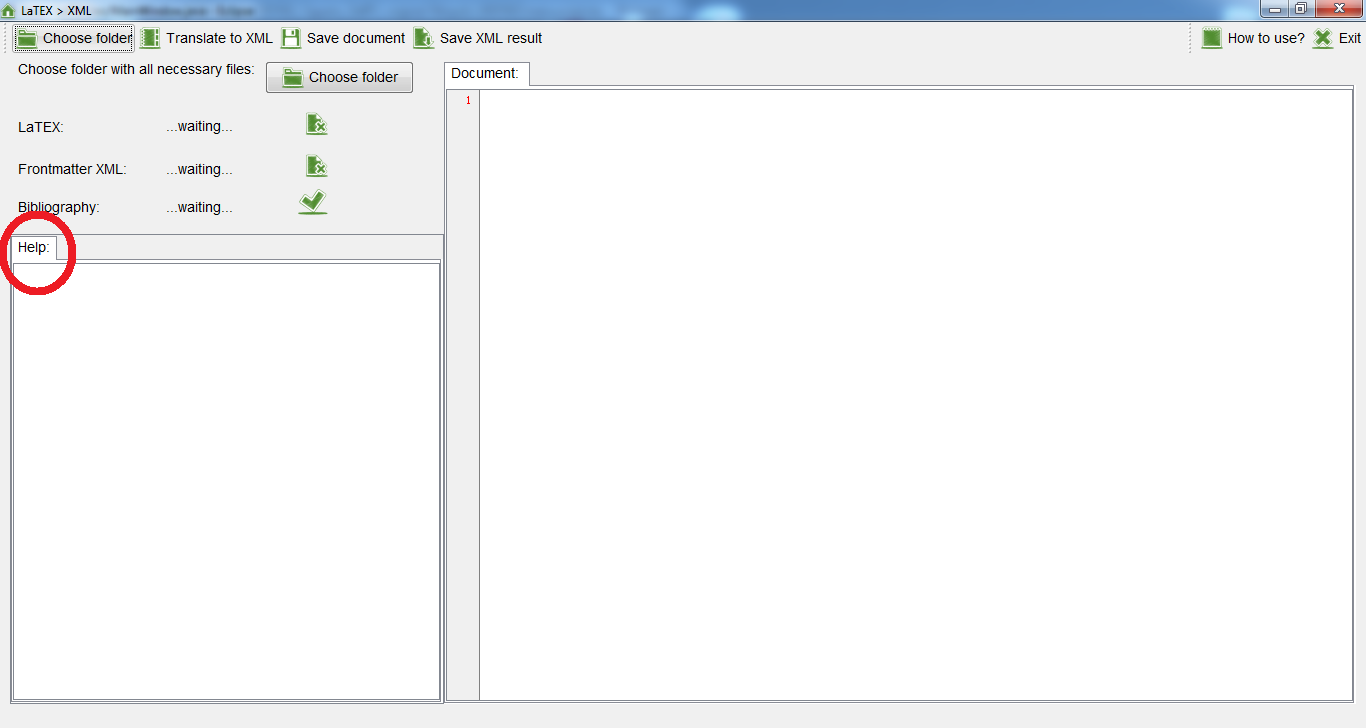 LaTEX > XML
Choose folder Translate to XML Save document Save XML result How to use? Exit
Choose folder with all necessary files: Choose folder
LaTEX: ...waiting...
Frontmatter XML: ...waiting...
Bibliography: ...waiting...
Help:
Document:
1